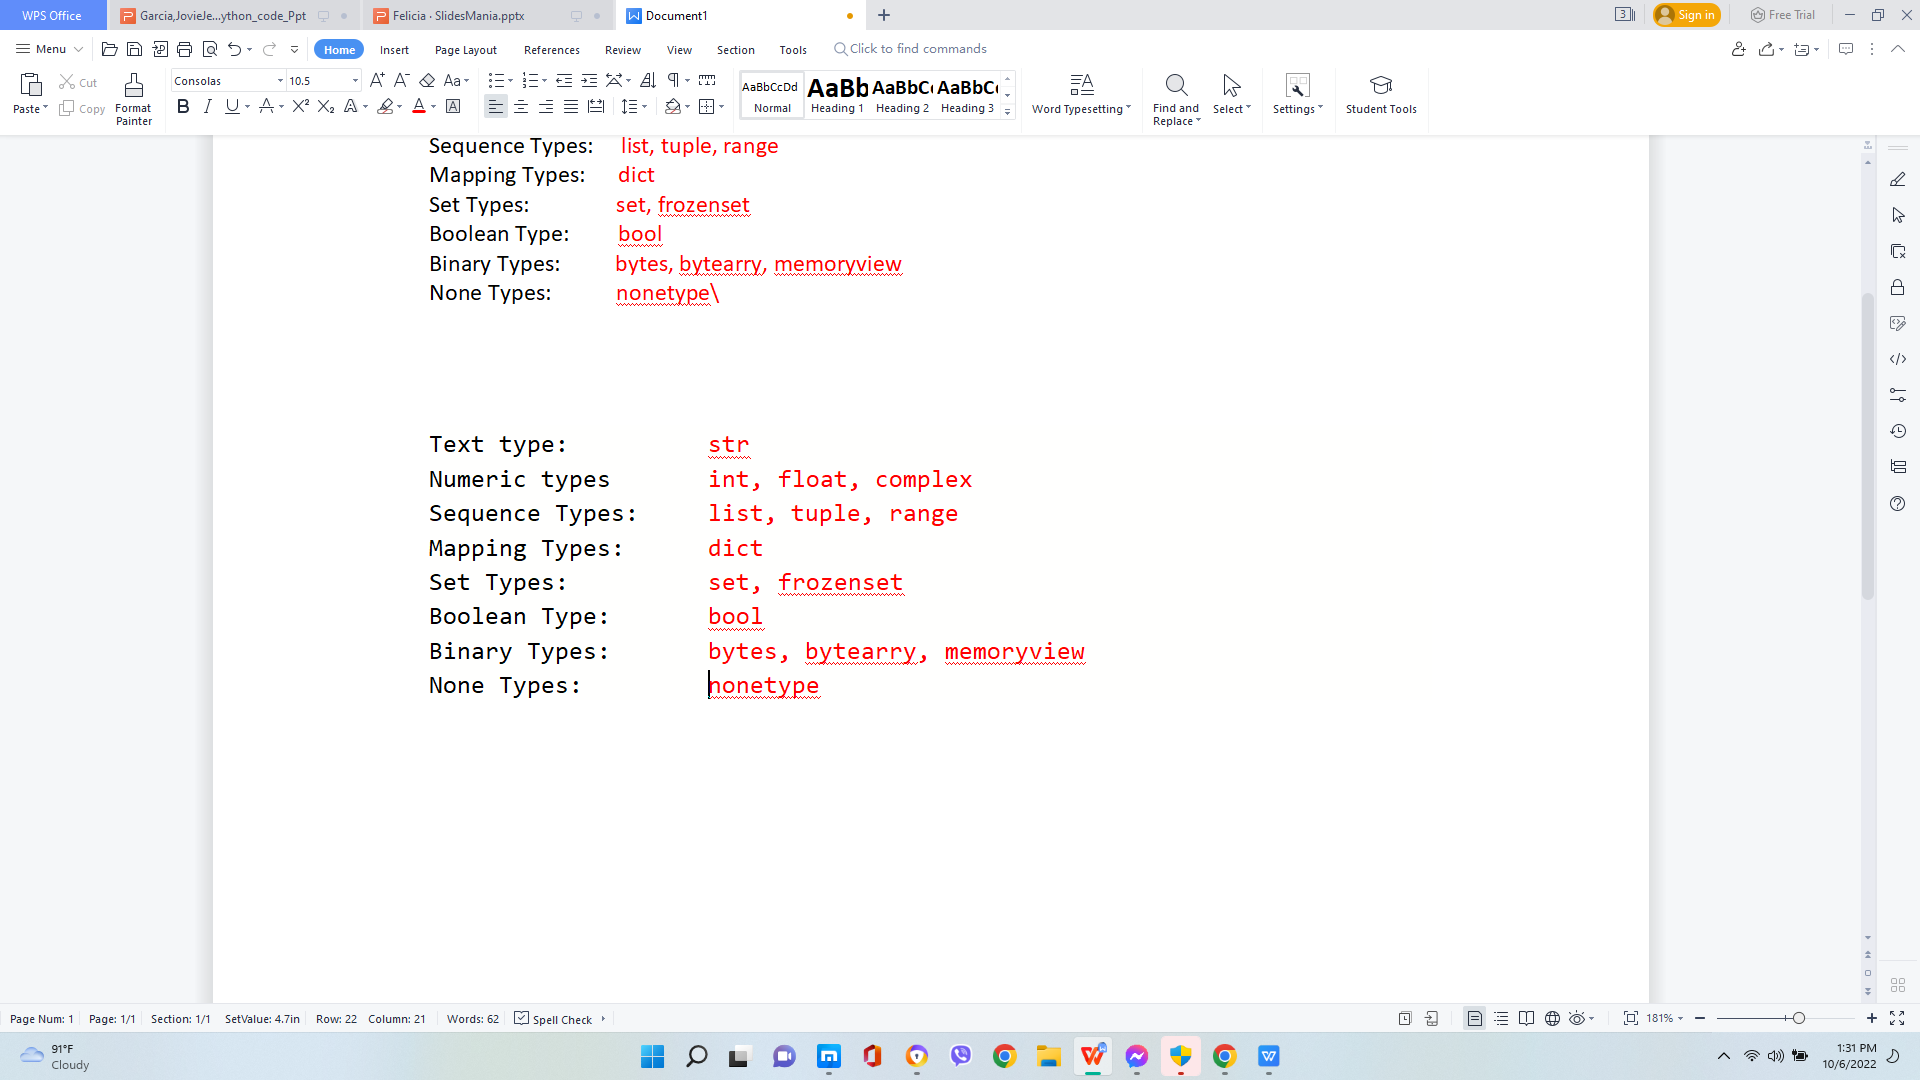 WPS Office Garcia,JovieJe...ython_code_Ppt Felicia · SlidesMania.pptx Document1 + 3 Sign in Free Trial
Menu Home Insert Page Layout References Review View Section Tools Click to find commands
Paste Cut Copy Format Painter Consolas 10.5 AaBbCcDd Normal AaBb Heading 1 AaBbC Heading 2 AaBbC Heading 3 Word Typesetting Find and Replace Select Settings Student Tools
Sequence Types: list, tuple, range
Mapping Types: dict
Set Types: set, frozenset
Boolean Type: bool
Binary Types: bytes, bytearry, memoryview
None Types: nonetype\
Text type: str
Numeric types int, float, complex
Sequence Types: list, tuple, range
Mapping Types: dict
Set Types: set, frozenset
Boolean Type: bool
Binary Types: bytes, bytearry, memoryview
None Types: nonetype
Page Num: 1 Page: 1/1 Section: 1/1 SetValue: 4.7in Row: 22 Column: 21 Words: 62 Spell Check 181%
91°F 1:31 PM
Cloudy 10/6/2022